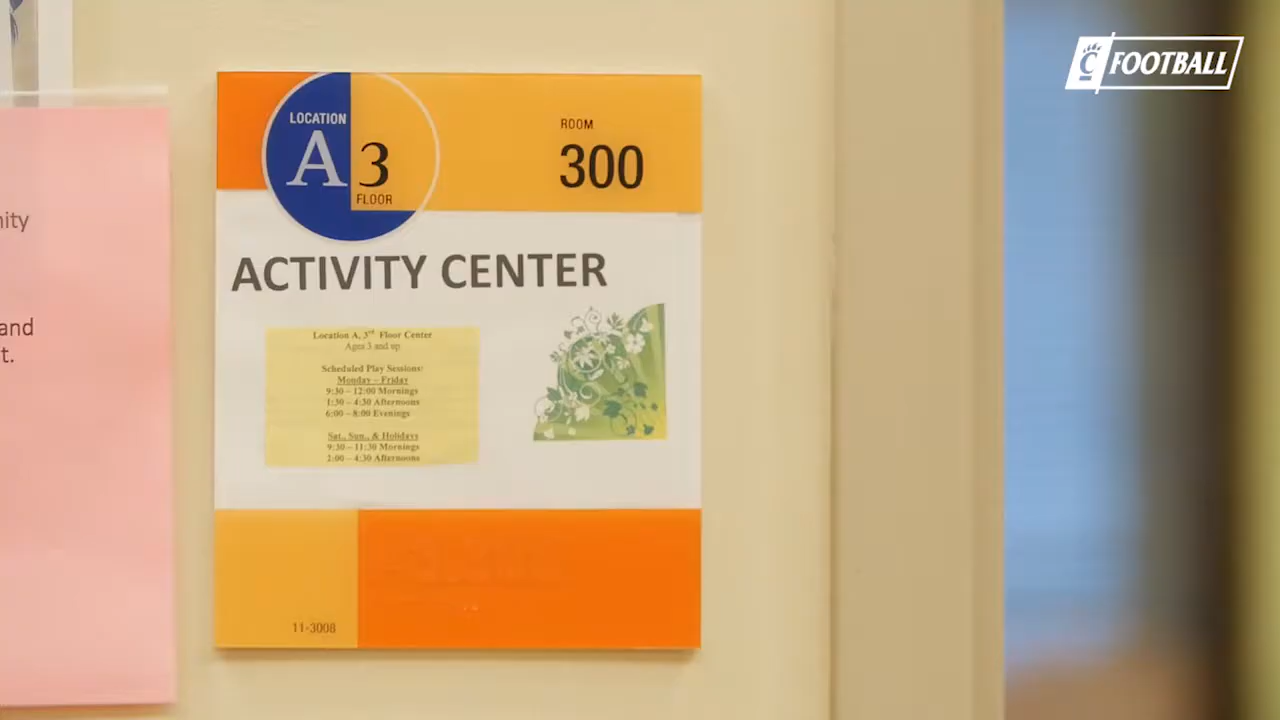 C FOOTBALL
nity
and
t.
LOCATION
A 3
FLOOR
ROOM
300
ACTIVITY CENTER
Location A, 3rd Floor Center
Ages 3 and up
Scheduled Play Sessions:
Monday – Friday
9:30 – 12:00 Mornings
1:30 – 4:30 Afternoons
6:00 – 8:00 Evenings
Sat., Sun., & Holidays
9:30 – 11:30 Mornings
2:00 – 4:30 Afternoons
11-3008